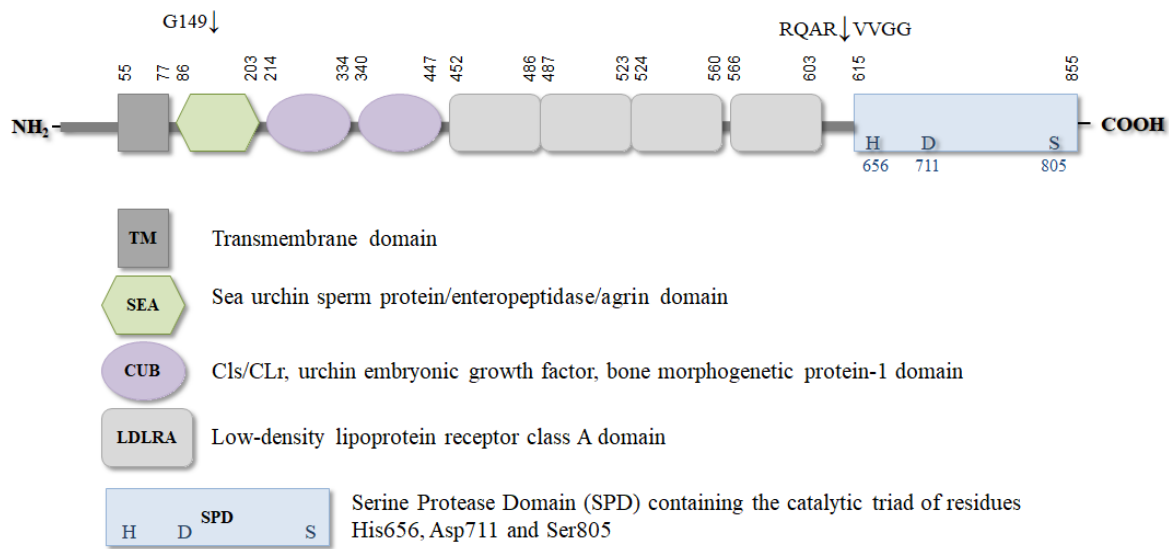 G149↓
RQAR↓VVGG
55 77 86 203 214 334 340 447 452 486 487 523 524 560 566 603 615 855
NH2 COOH
H D S
656 711 805
TM Transmembrane domain
SEA Sea urchin sperm protein/enteropeptidase/agrin domain
CUB Cls/CLr, urchin embryonic growth factor, bone morphogenetic protein-1 domain
LDLRA Low-density lipoprotein receptor class A domain
SPD
H D S
Serine Protease Domain (SPD) containing the catalytic triad of residues
His656, Asp711 and Ser805